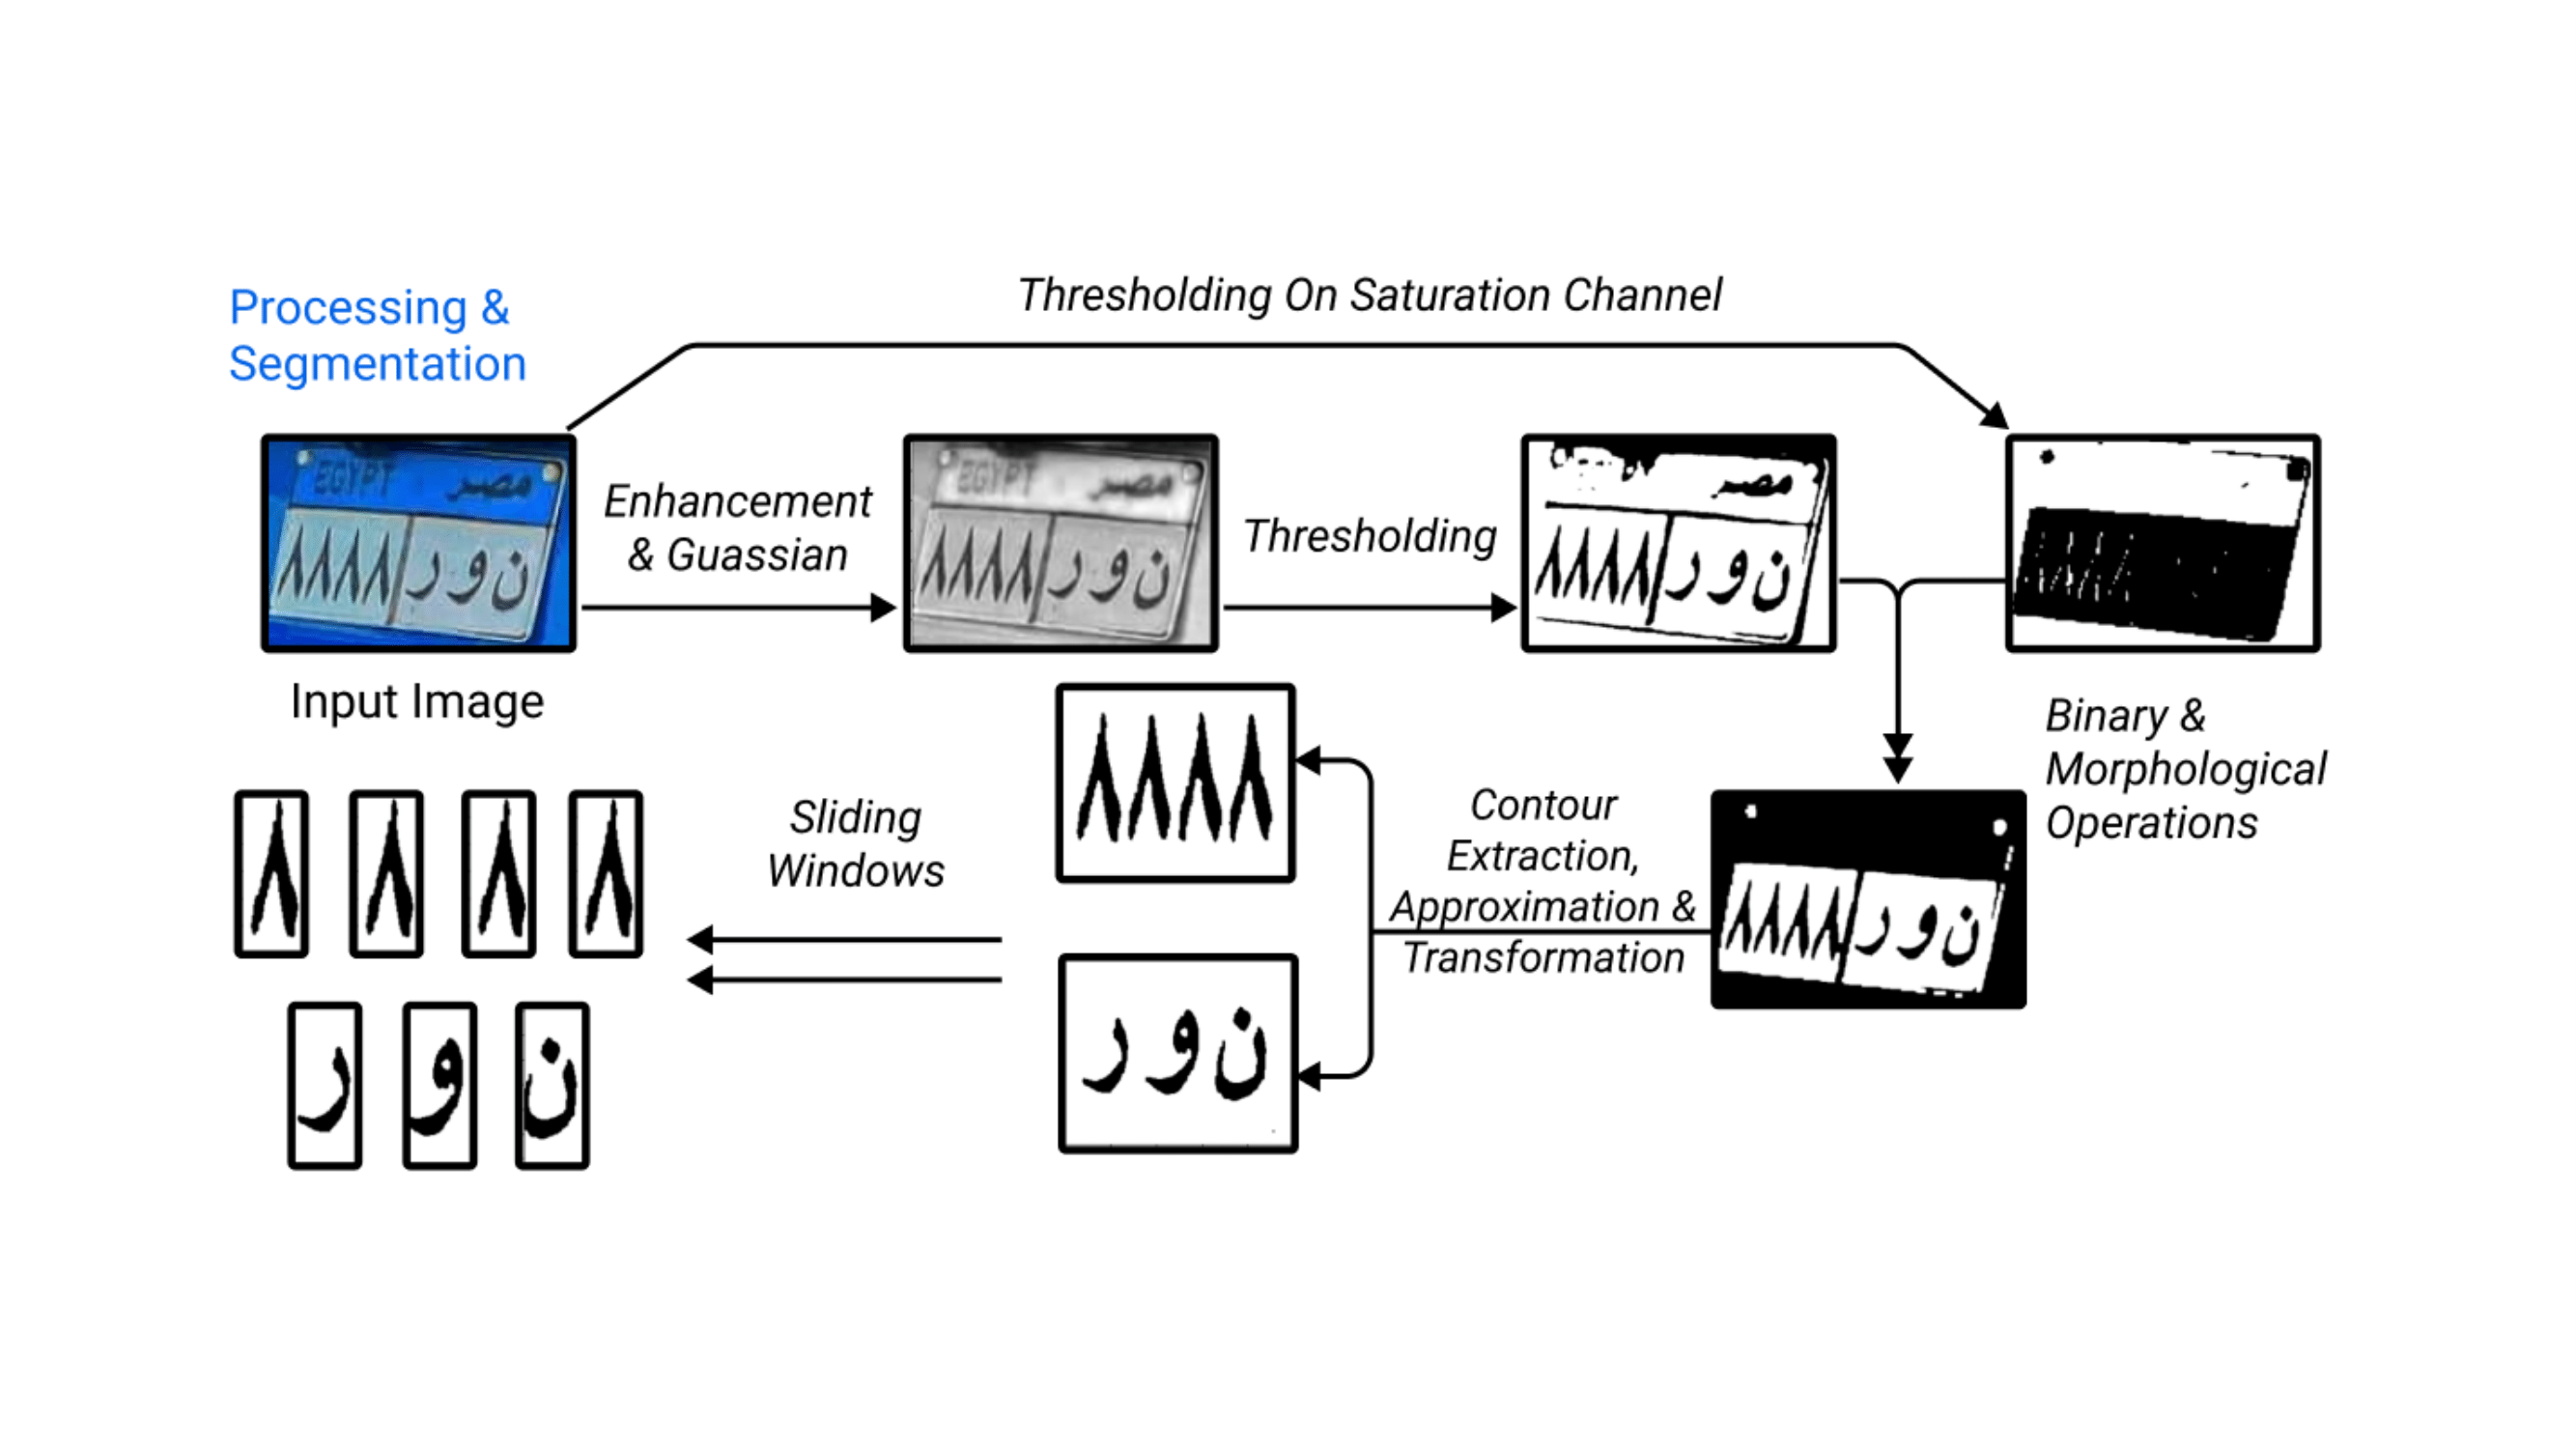 Processing &
Segmentation
Thresholding On Saturation Channel
EGYPT مصر
٨٨٨٨ ن و ر
Input Image
Enhancement
& Guassian
EGYPT مصر
٨٨٨٨ ن و ر
Thresholding
مصر
٨٨٨٨ ن و ر
Binary &
Morphological
Operations
٨٨٨٨ ن و ر
Contour
Extraction,
Approximation &
Transformation
٨٨٨٨
ن و ر
Sliding
Windows
٨ ٨ ٨ ٨
ن و ر